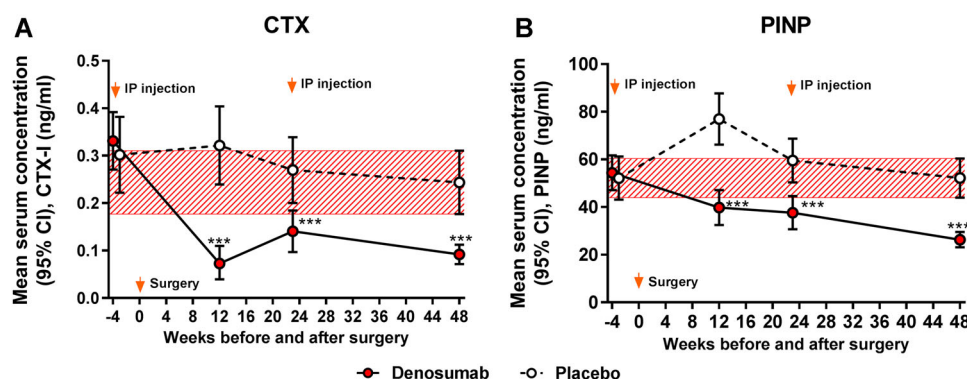 A
CTX
Mean serum concentration
(95% CI), CTX-I (ng/ml)
0.5
0.4
0.3
0.2
0.1
0.0
IP injection
IP injection
***
***
***
Surgery
-4 0 4 8 12 16 20 24 28 32 36 40 44 48
Weeks before and after surgery
B
PINP
Mean serum concentration
(95% CI), PINP (ng/ml)
100
80
60
40
20
0
IP injection
IP injection
***
***
***
Surgery
-4 0 4 8 12 16 20 24 28 32 36 40 44 48
Weeks before and after surgery
Denosumab Placebo